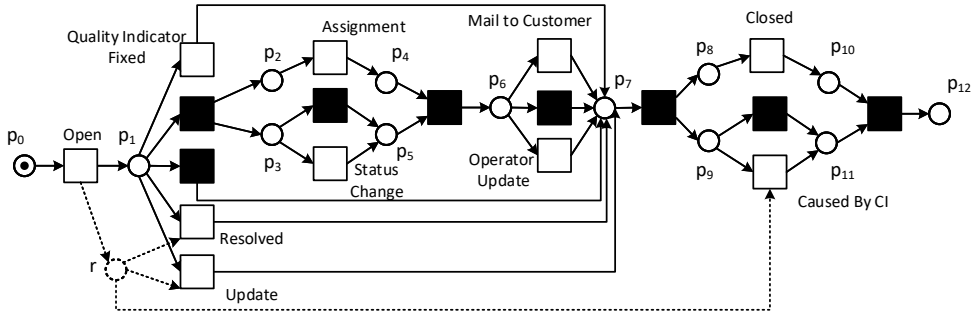 Quality Indicator
Fixed
Assignment
Mail to Customer
Closed
p2
p4
p6
p7
p8
p10
p12
p0
Open
p1
p3
p5
Status
Change
Operator
Update
p9
p11
Caused By CI
Resolved
r
Update